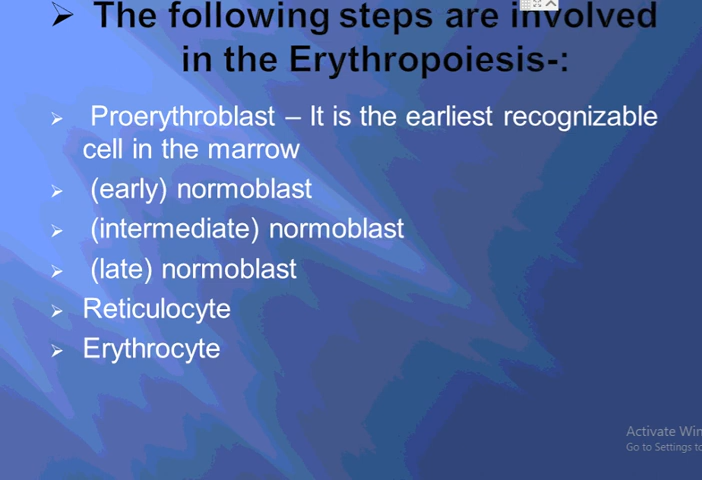 ➢ The following steps are involved
in the Erythropoiesis-:
➢ Proerythroblast – It is the earliest recognizable
cell in the marrow
➢ (early) normoblast
➢ (intermediate) normoblast
➢ (late) normoblast
➢ Reticulocyte
➢ Erythrocyte
Activate Win
Go to Settings to